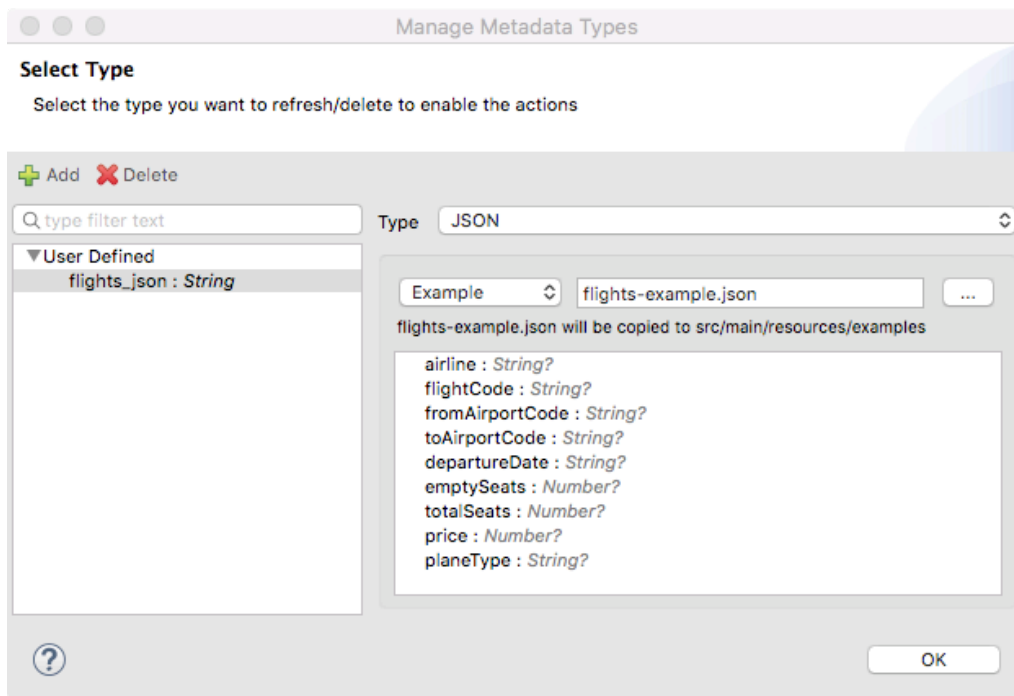 Manage Metadata Types
Select Type
Select the type you want to refresh/delete to enable the actions
Add Delete
type filter text
Type JSON
User Defined
flights_json : String
Example flights-example.json ...
flights-example.json will be copied to src/main/resources/examples
airline : String?
flightCode : String?
fromAirportCode : String?
toAirportCode : String?
departureDate : String?
emptySeats : Number?
totalSeats : Number?
price : Number?
planeType : String?
?
OK